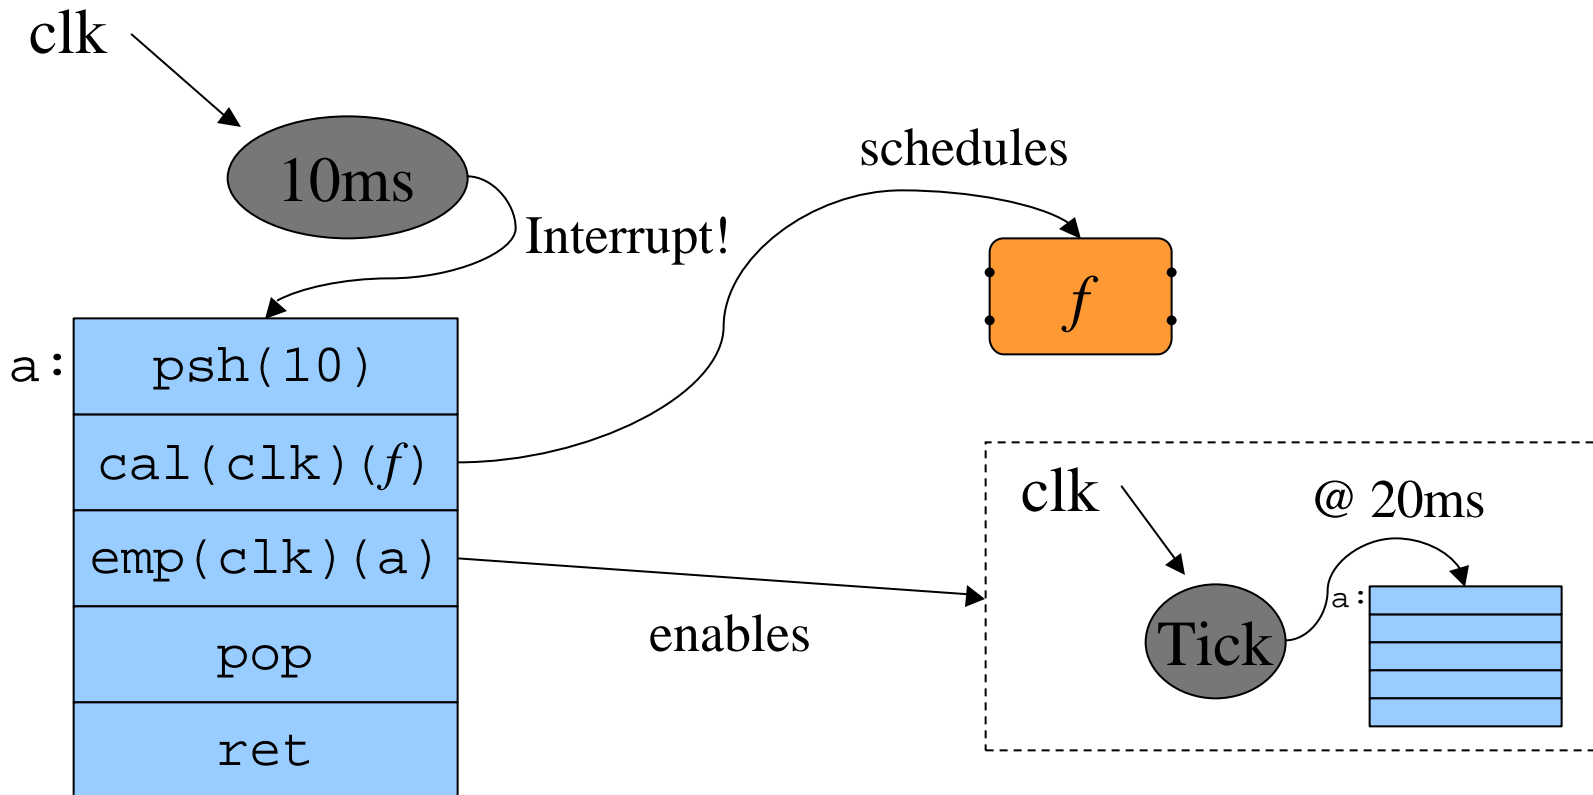 clk
10ms
schedules
Interrupt!
f
a:
psh(10)
cal(clk)(f)
emp(clk)(a)
pop
ret
enables
clk
@ 20ms
a:
Tick